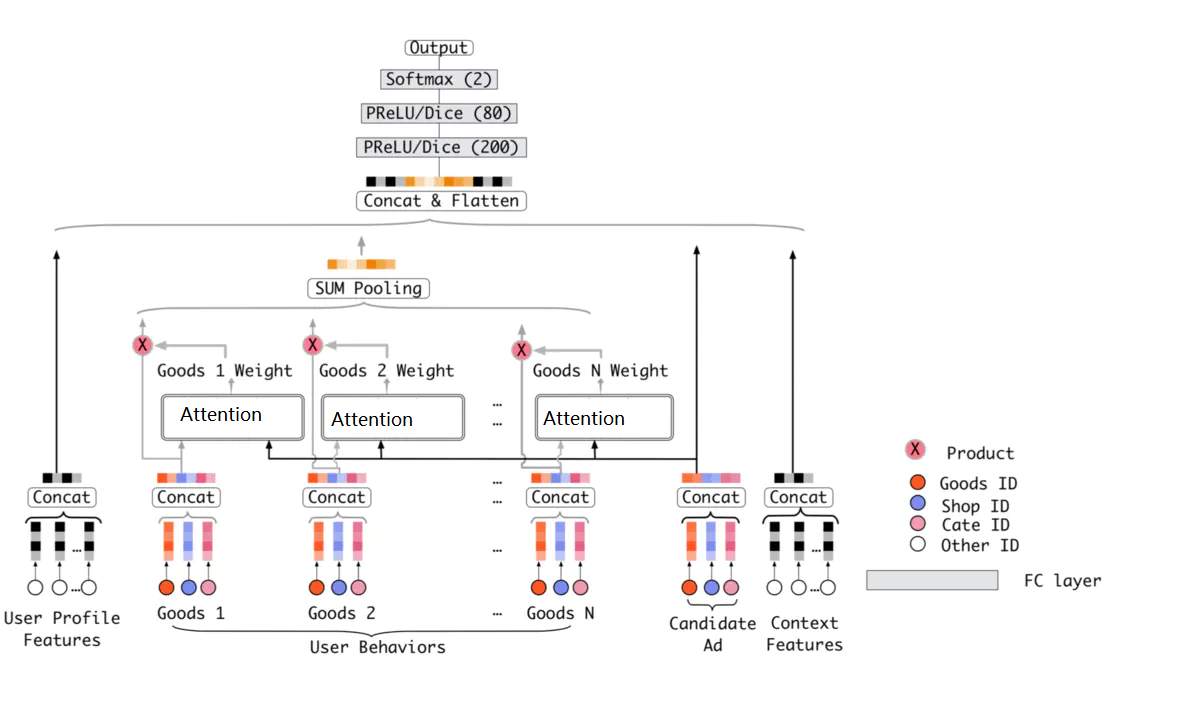 Output
Softmax (2)
PReLU/Dice (80)
PReLU/Dice (200)
Concat & Flatten
SUM Pooling
X
X
X
Goods 1 Weight
Goods 2 Weight
Goods N Weight
Attention
Attention
...
...
Attention
Concat
Concat
Concat
...
...
Concat
Concat
Concat
...
...
...
...
...
...
User Profile
Features
Goods 1
Goods 2
...
Goods N
User Behaviors
Candidate
Ad
Context
Features
X Product
Goods ID
Shop ID
Cate ID
Other ID
FC layer